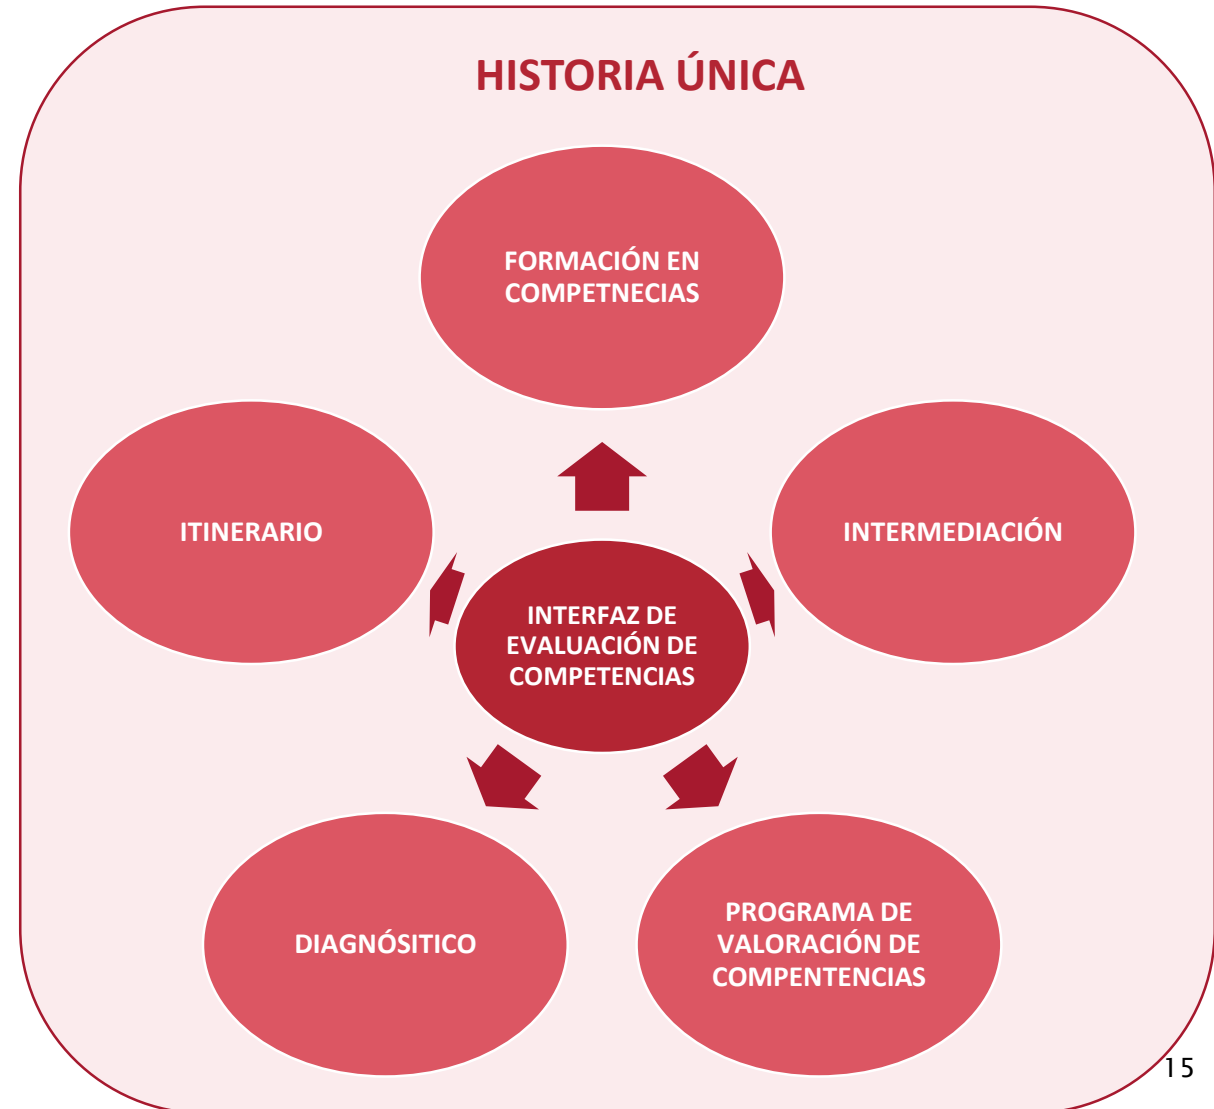 HISTORIA ÚNICA
FORMACIÓN EN
COMPETNECIAS
ITINERARIO
INTERMEDIACIÓN
INTERFAZ DE
EVALUACIÓN DE
COMPETENCIAS
DIAGNÓSITICO
PROGRAMA DE
VALORACIÓN DE
COMPENTENCIAS
15